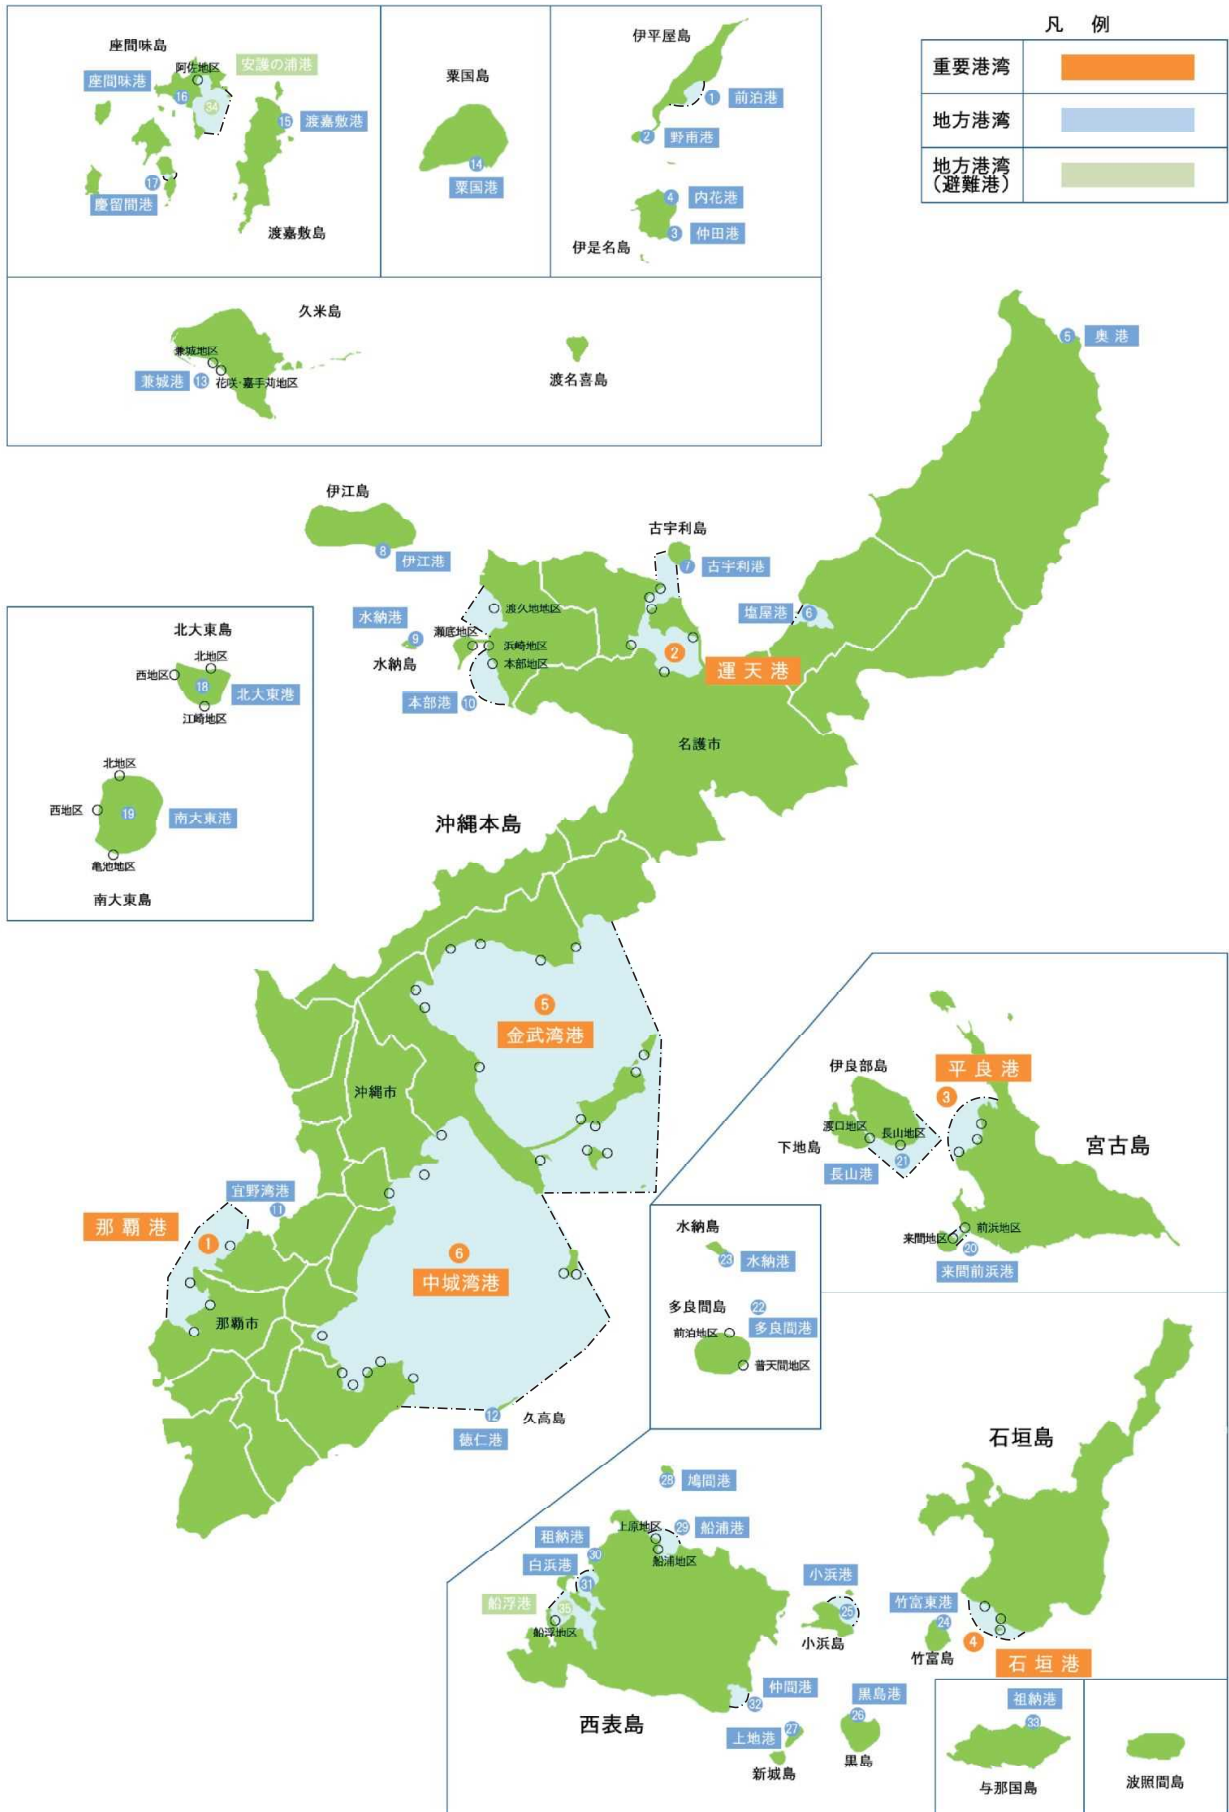 凡 例
重要港湾
地方港湾
地方港湾
(避難港)
座間味島
阿佐地区
安護の浦港
座間味港
16
34
15
渡嘉敷港
17
慶留間港
渡嘉敷島
粟国島
14
粟国港
伊平屋島
1
前泊港
2
野甫港
4
内花港
3
仲田港
伊是名島
久米島
兼城地区
兼城港
13
花咲・嘉手苅地区
渡名喜島
5
奥港
伊江島
8
伊江港
古宇利島
7
古宇利港
塩屋港
6
水納港
9
水納島
渡久地地区
瀬底地区
浜崎地区
本部地区
本部港
10
2
運天港
名護市
北大東島
北地区
西地区
18
北大東港
江崎地区
北地区
西地区
19
南大東港
亀池地区
南大東島
沖縄本島
5
金武湾港
沖縄市
宜野湾港
11
那覇港
1
那覇市
6
中城湾港
12
徳仁港
久高島
伊良部島
平良港
3
渡口地区
長山地区
下地島
21
長山港
宮古島
前浜地区
来間地区
20
来間前浜港
水納島
23
水納港
多良間島
22
多良間港
前泊地区
普天間地区
石垣島
28
鳩間港
上原地区
29
船浦港
船浦地区
租納港
30
白浜港
31
船浮港
35
船浮地区
小浜港
25
小浜島
竹富東港
24
竹富島
4
石垣港
仲間港
32
西表島
上地港
27
新城島
黒島港
26
黒島
祖納港
33
与那国島
波照間島